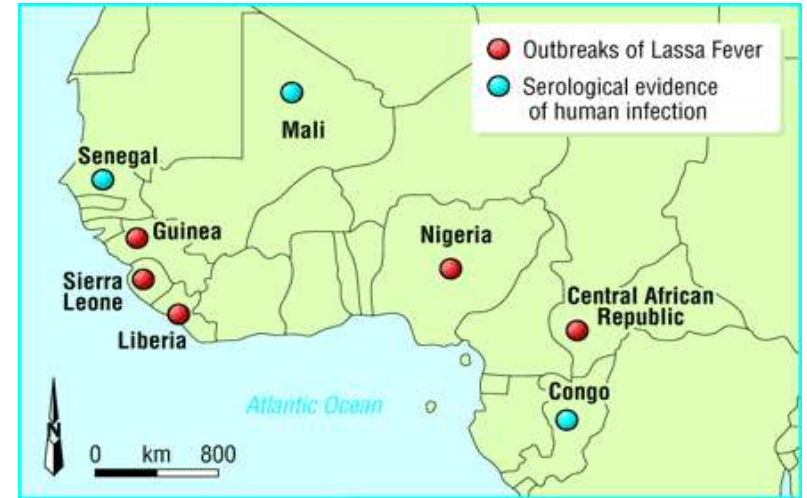 Outbreaks of Lassa Fever
Serological evidence
of human infection
Mali
Senegal
Guinea
Nigeria
Sierra
Leone
Central African
Republic
Liberia
Congo
Atlantic Ocean
N
0 km 800